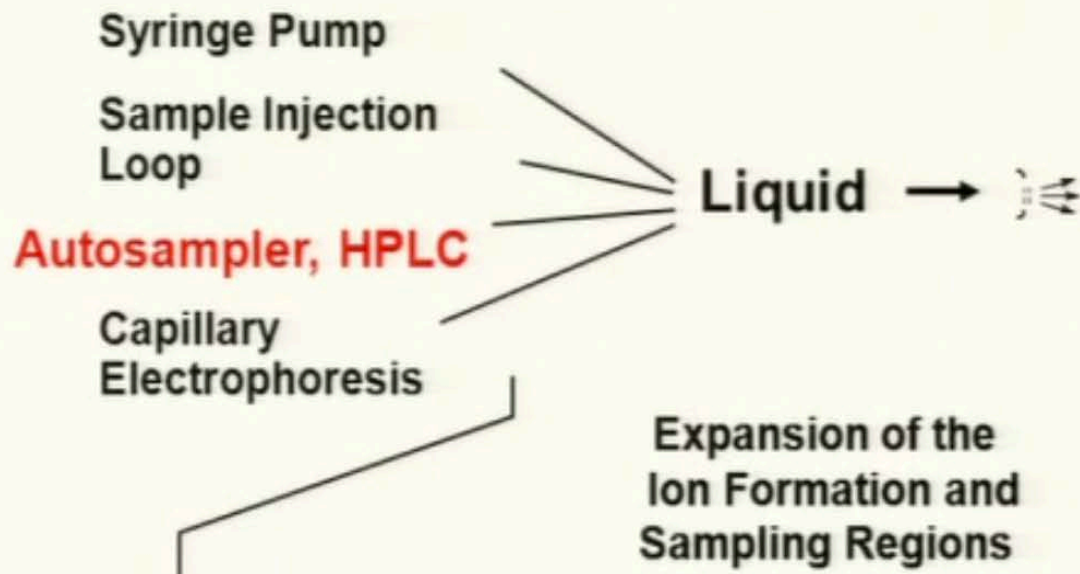 Syringe Pump
Sample Injection
Loop
Liquid
Autosampler, HPLC
Capillary
Electrophoresis
Expansion of the
Ion Formation and
Sampling Regions